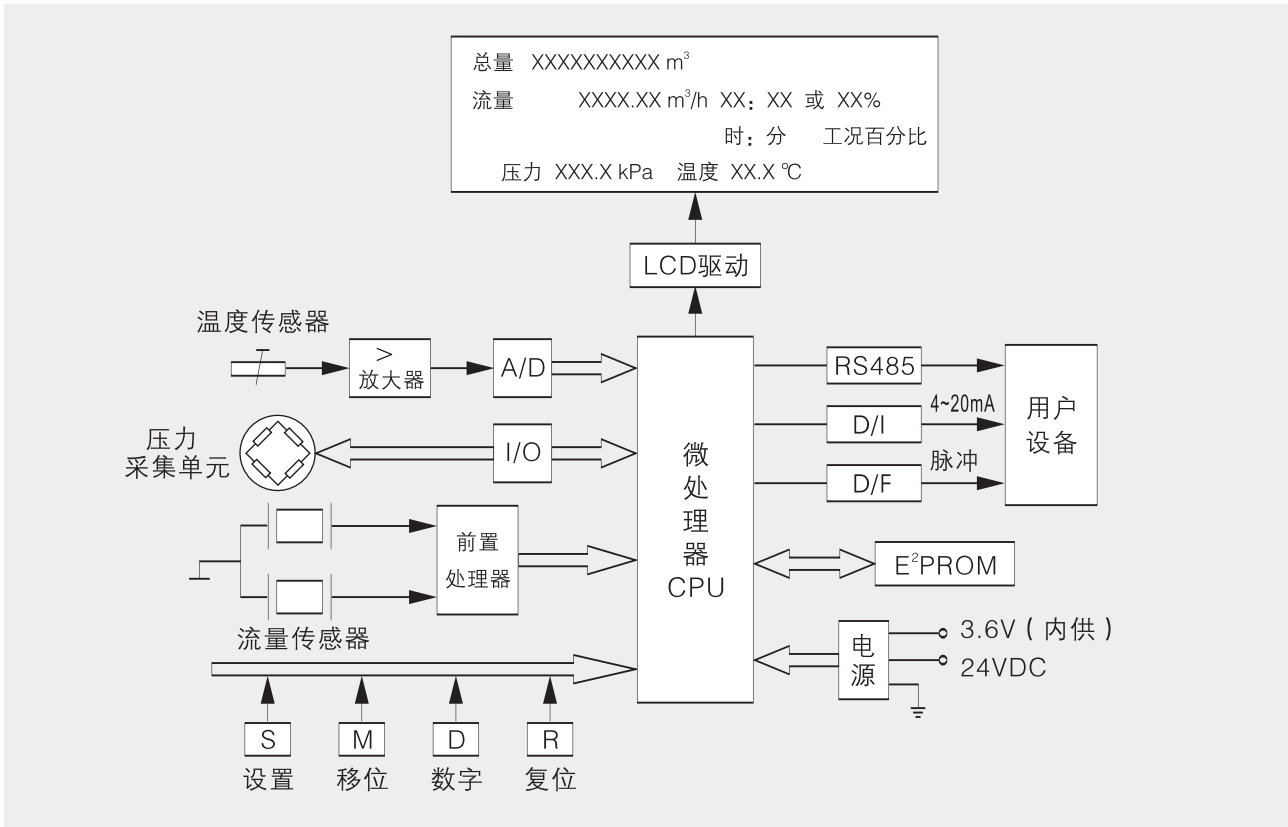 总量 XXXXXXXXXX m³
流量 XXXX.XX m³/h XX：XX 或 XX%
时：分 工况百分比
压力 XXX.X kPa 温度 XX.X ℃
LCD驱动
温度传感器
>
放大器
A/D
压力
采集单元
I/O
前置
处理器
流量传感器
微
处
理
器
CPU
RS485
D/I
4~20mA
D/F
脉冲
用户
设备
E²PROM
电
源
3.6V（内供）
24VDC
S
M
D
R
设置
移位
数字
复位